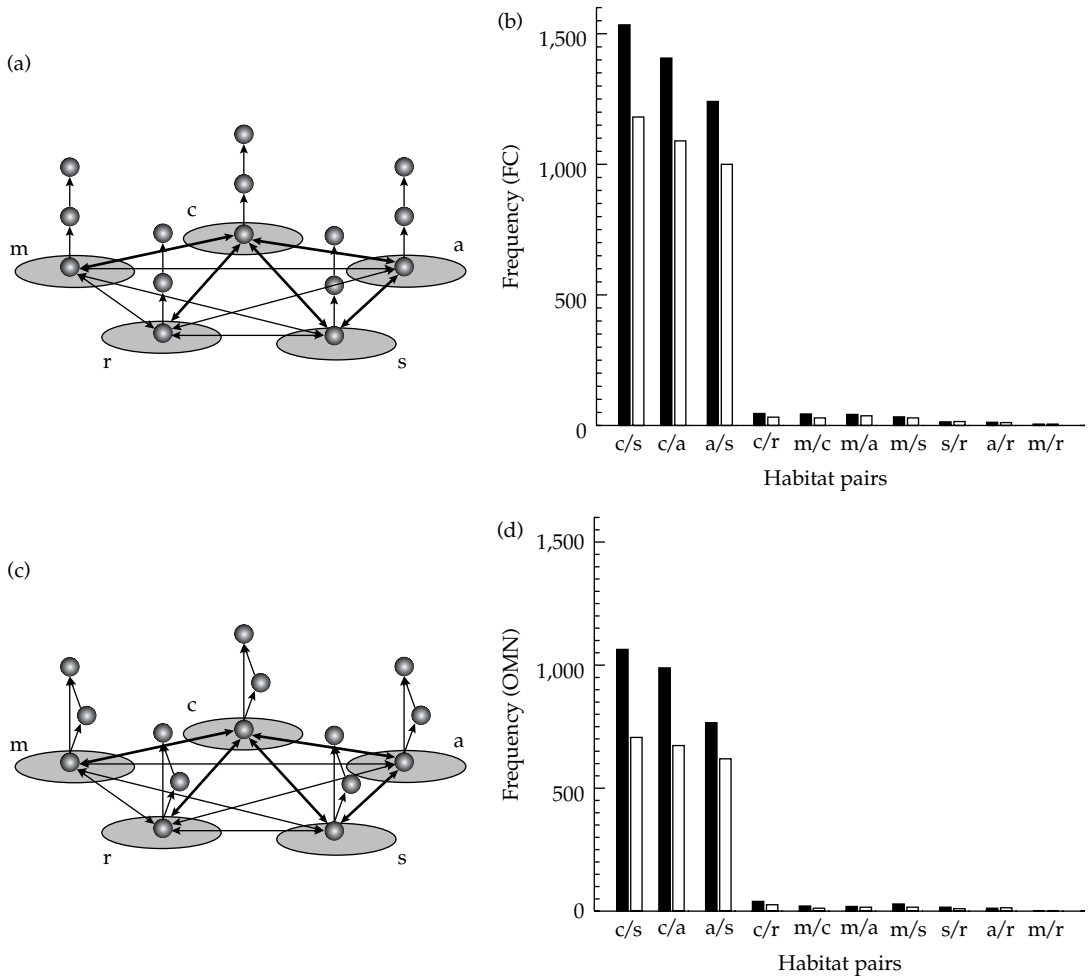 (a)
c
m
a
r
s
(b)
Frequency (FC)
1,500
1,000
500
0
c/s c/a a/s c/r m/c m/a m/s s/r a/r m/r
Habitat pairs
(c)
c
m
a
r
s
(d)
Frequency (OMN)
1,500
1,000
500
0
c/s c/a a/s c/r m/c m/a m/s s/r a/r m/r
Habitat pairs